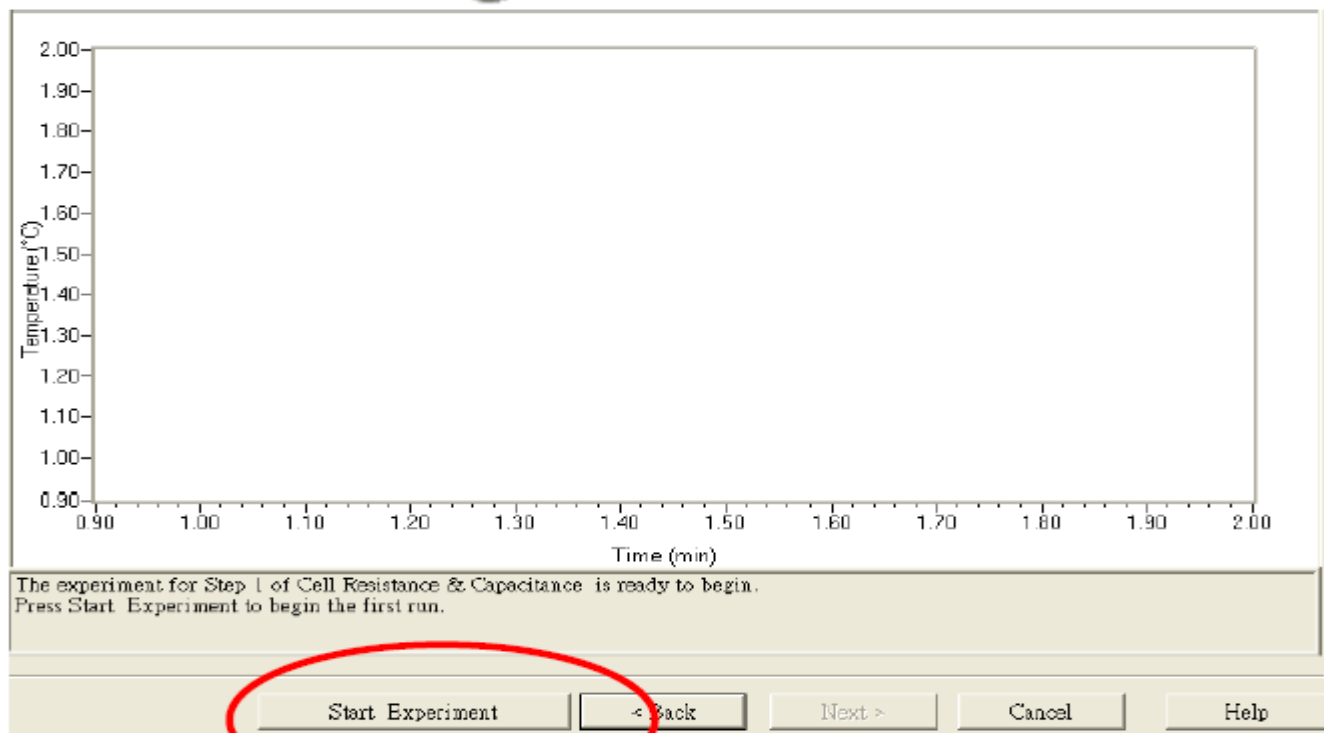 2.00
1.90
1.80
1.70
1.60
1.50
1.40
1.30
1.20
1.10
1.00
0.90
Temperature (°C)
0.90 1.00 1.10 1.20 1.30 1.40 1.50 1.60 1.70 1.80 1.90 2.00
Time (min)
The experiment for Step 1 of Cell Resistance & Capacitance is ready to begin.
Press Start Experiment to begin the first run.
Start Experiment < Back Next > Cancel Help